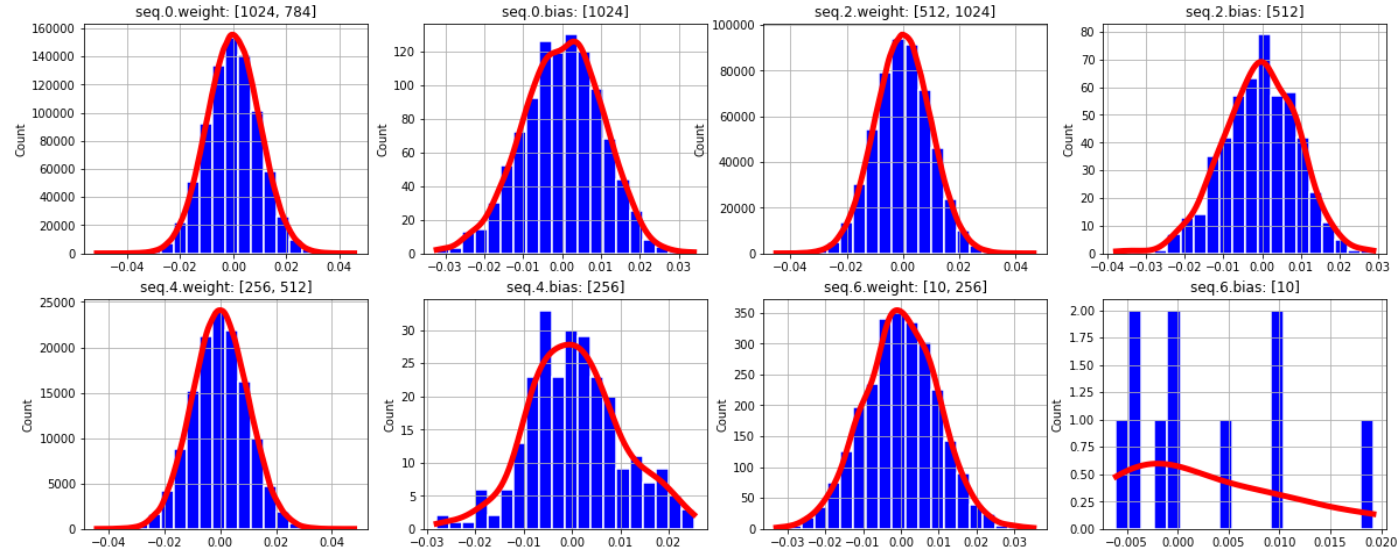 seq.0.weight: [1024, 784]
160000
140000
120000
100000
80000
60000
40000
20000
0
Count
−0.04 −0.02 0.00 0.02 0.04
seq.0.bias: [1024]
120
100
80
60
40
20
0
Count
−0.03 −0.02 −0.01 0.00 0.01 0.02 0.03
seq.2.weight: [512, 1024]
100000
80000
60000
40000
20000
0
Count
−0.04 −0.02 0.00 0.02 0.04
seq.2.bias: [512]
80
70
60
50
40
30
20
10
0
Count
−0.04 −0.03 −0.02 −0.01 0.00 0.01 0.02 0.03
seq.4.weight: [256, 512]
25000
20000
15000
10000
5000
0
Count
−0.04 −0.02 0.00 0.02 0.04
seq.4.bias: [256]
30
25
20
15
10
5
0
Count
−0.03 −0.02 −0.01 0.00 0.01 0.02
seq.6.weight: [10, 256]
350
300
250
200
150
100
50
0
Count
−0.03 −0.02 −0.01 0.00 0.01 0.02 0.03
seq.6.bias: [10]
2.00
1.75
1.50
1.25
1.00
0.75
0.50
0.25
0.00
Count
−0.005 0.000 0.005 0.010 0.015 0.020